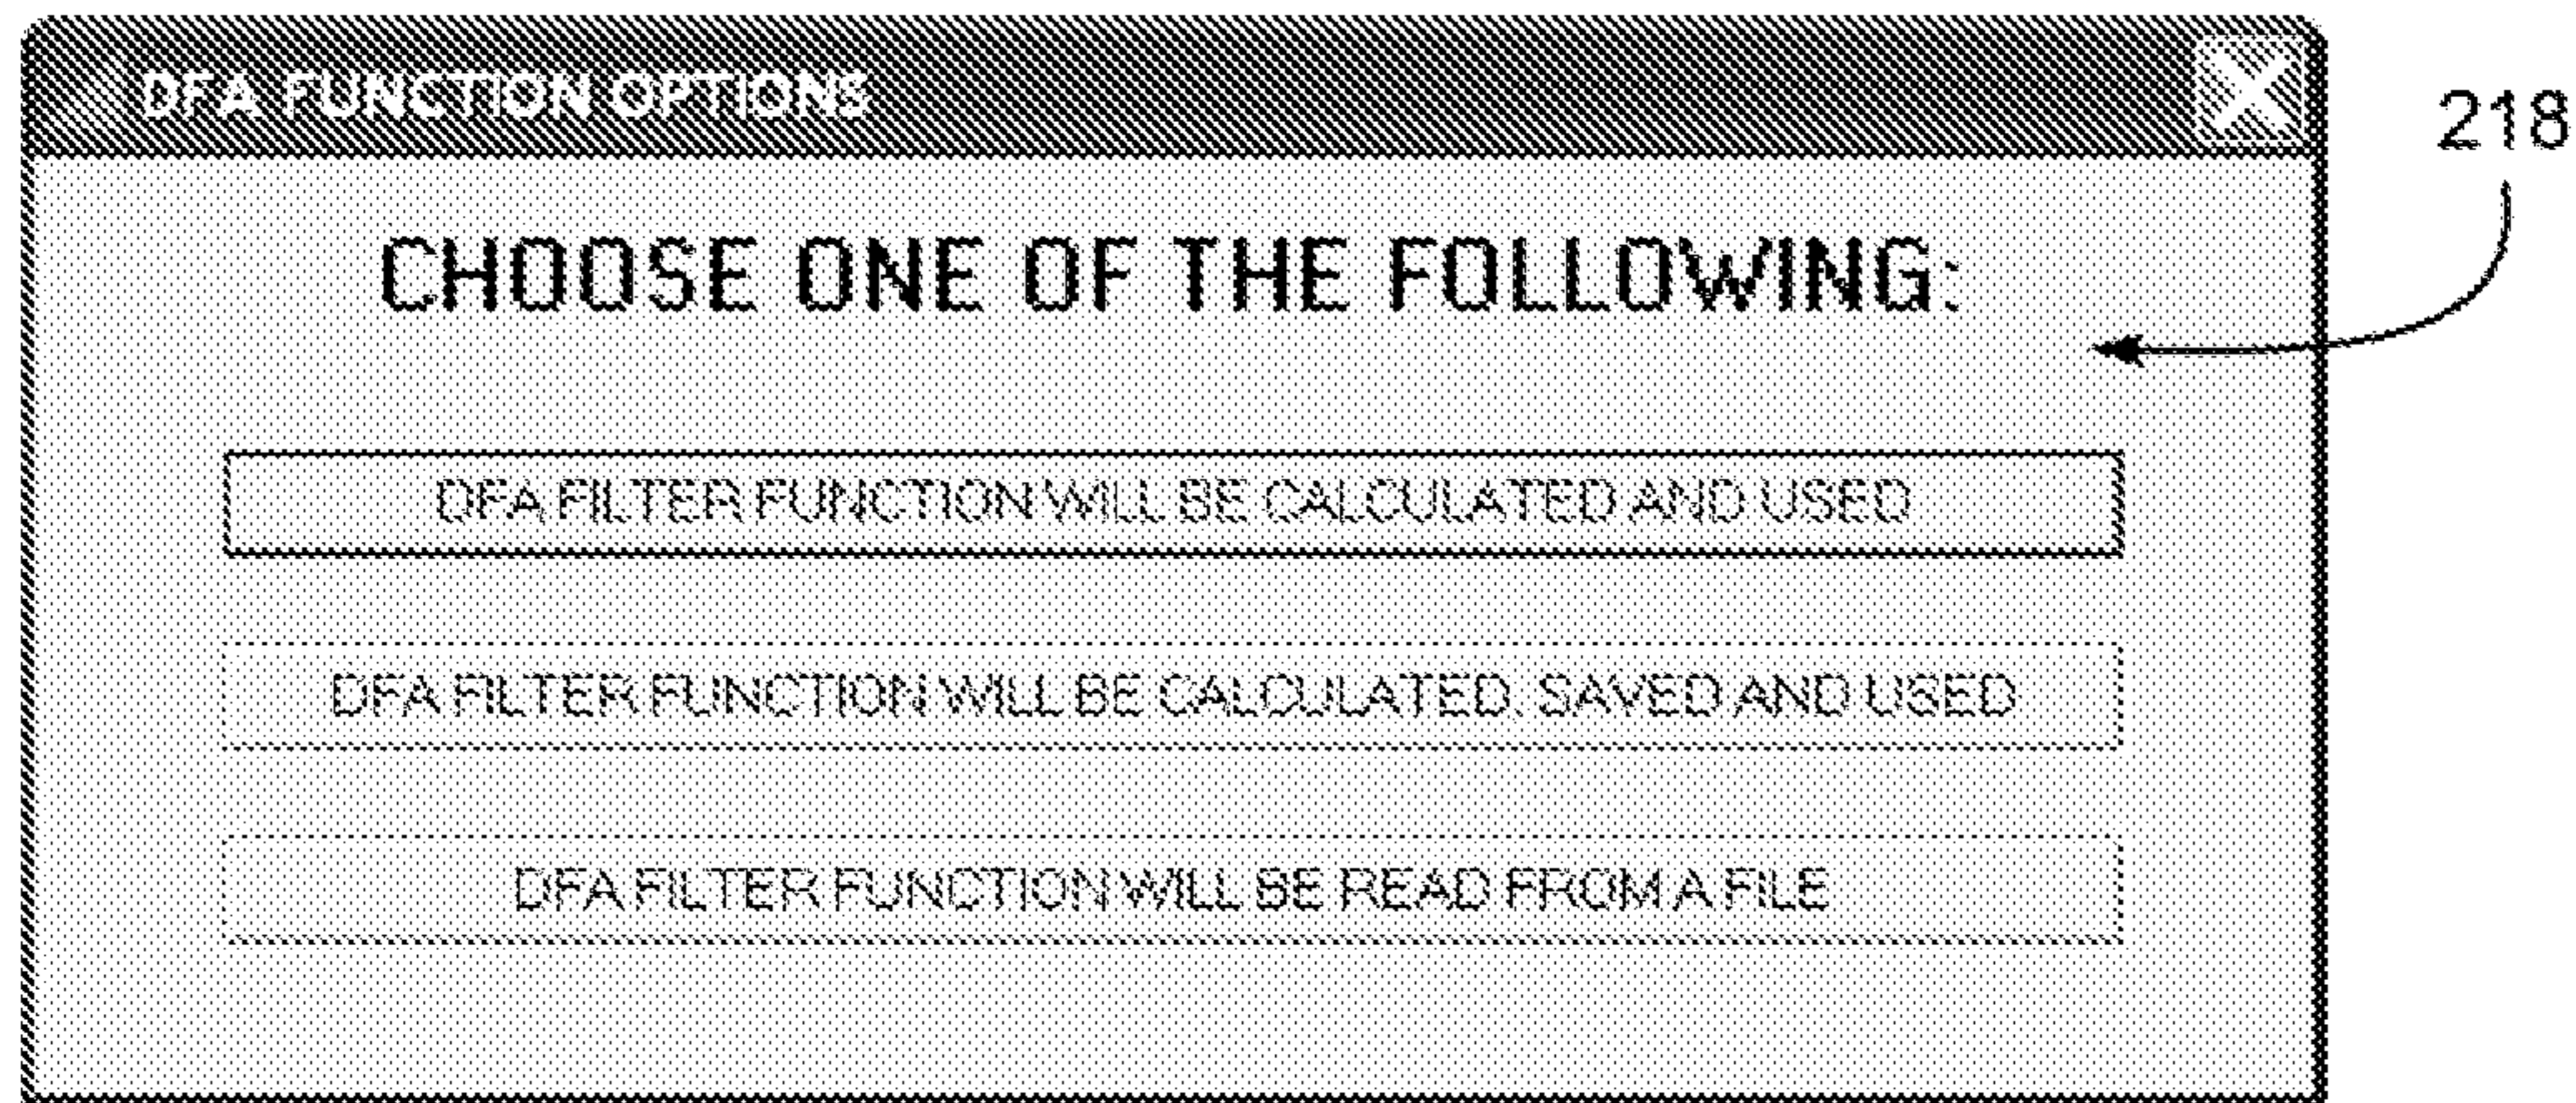 DFA FUNCTION OPTIONS
218
CHOOSE ONE OF THE FOLLOWING:
DFA FILTER FUNCTION WILL BE CALCULATED AND USED
DFA FILTER FUNCTION WILL BE CALCULATED, SAVED AND USED
DFA FILTER FUNCTION WILL BE READ FROM A FILE